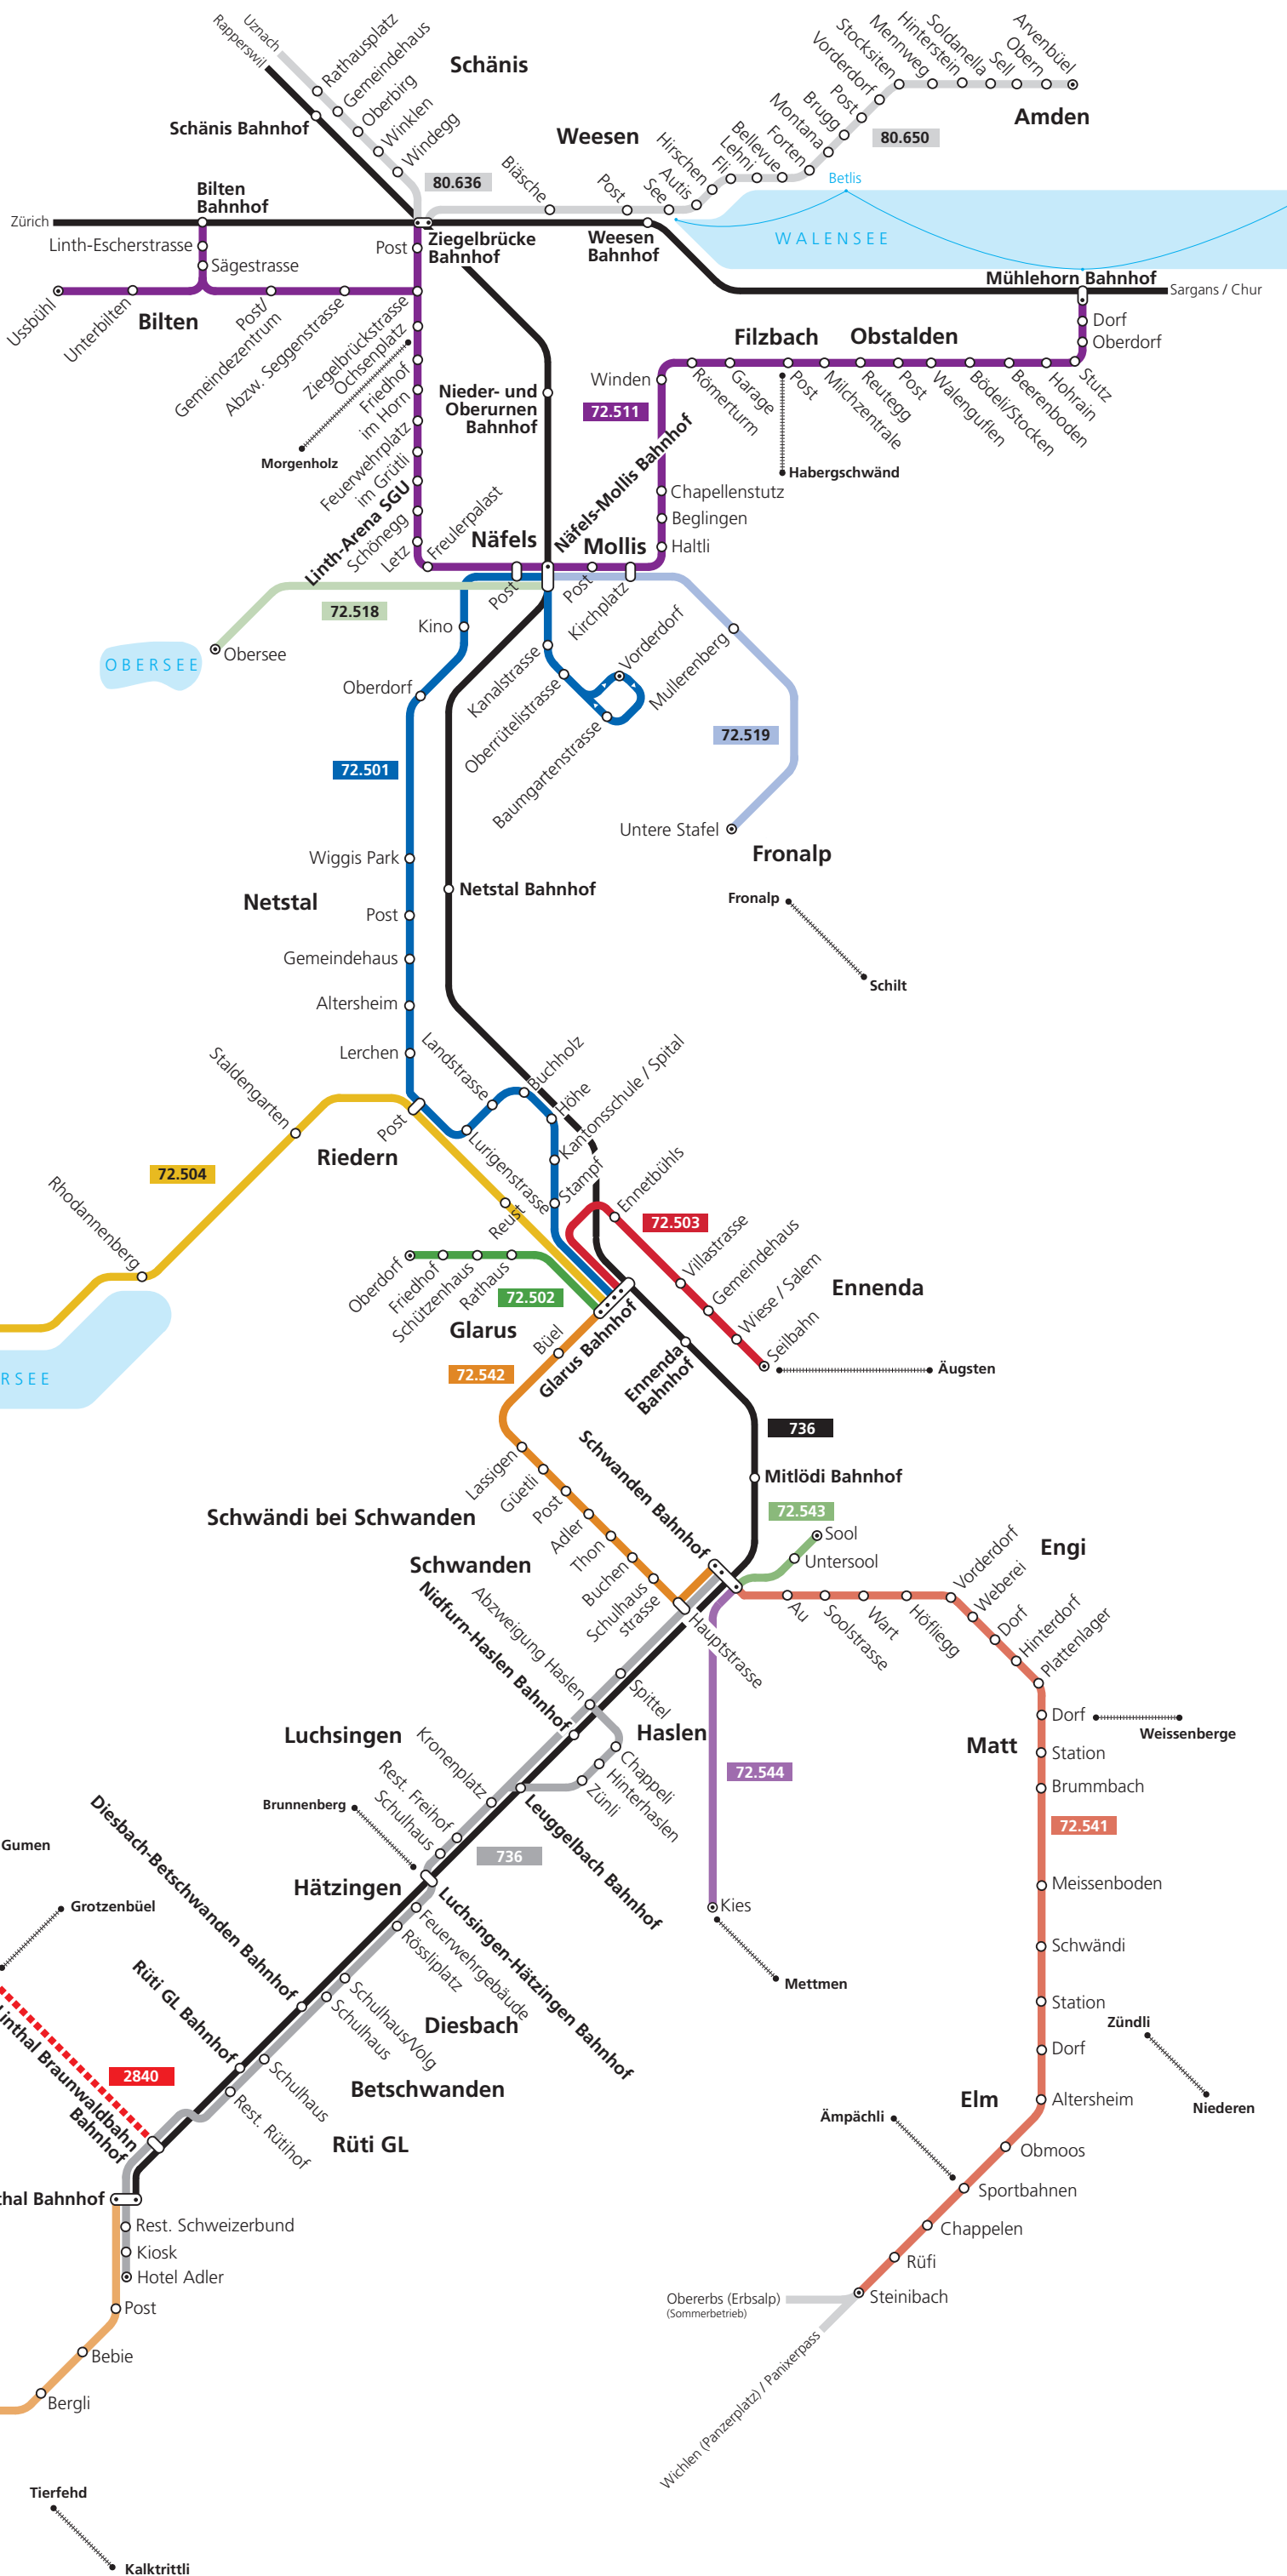 Uznach
Rapperswil
Rathausplatz
Gemeindehaus
Oberbirg
Winklen
Windegg
Schänis
Schänis Bahnhof
Weesen
Stocksiten
Mennweg
Hinterstein
Soldanella
Sell
Obern
Arvenbüel
Vorderdorf
Post
Brugg
Montana
Forten
Bellevue
Lehni
Fli
Hirschen
Autis
See
Post
Biäsche
Amden
80.650
80.636
Betlis
WALENSEE
Bilten
Bahnhof
Zürich
Linth-Escherstrasse
Sägestrasse
Post
Ziegelbrücke
Bahnhof
Weesen
Bahnhof
Mühlehorn Bahnhof
Sargans / Chur
Ussbühl
Unterbilten
Bilten
Post/
Gemeindezentrum
Abzw. Seggenstrasse
Ziegelbrückstrasse
Ochsenplatz
Friedhof
im Horn
Feuerwehrplatz
im Grütli
Linth-Arena SGU
Schönegg
Letz
Freulerpalast
Morgenholz
Nieder- und
Oberurnen
Bahnhof
Filzbach
Obstalden
Dorf
Oberdorf
Winden
72.511
Römerturm
Garage
Post
Milchzentrale
Reutegg
Post
Walenguflen
Bödeli/Stocken
Beerenboden
Hohrain
Stutz
Habergschwänd
Chapellenstutz
Beglingen
Haltli
Näfels
Näfels-Mollis Bahnhof
Mollis
Post
Post
Kirchplatz
72.518
OBERSEE
Obersee
Kino
Oberdorf
Kanalstrasse
Oberrütelistrasse
Baumgartenstrasse
Vorderdorf
Mullerenberg
72.519
72.501
Untere Stafel
Fronalp
Wiggis Park
Netstal Bahnhof
Netstal
Post
Gemeindehaus
Altersheim
Lerchen
Fronalp
Schilt
Staldengarten
Landstrasse
Buchholz
Höhe
Kantonsschule / Spital
Post
Riedern
Lurigenstrasse
Stampf
Reust
72.504
Rhodannenberg
Ennetbühls
72.503
Villastrasse
Gemeindehaus
Wiese / Salem
Seilbahn
Ennenda
Äugsten
Oberdorf
Friedhof
Schützenhaus
Rathaus
72.502
Glarus
Büel
Glarus Bahnhof
Ennenda
Bahnhof
RSEE
72.542
736
Lassigen
Güetli
Post
Adler
Thon
Buchen
Schulhaus
strasse
Schwanden Bahnhof
Mitlödi Bahnhof
72.543
Sool
Untersool
Schwändi bei Schwanden
Schwanden
Engi
Vorderdorf
Weberei
Dorf
Hinterdorf
Plattenlager
Au
Soolstrasse
Wart
Höfliegg
Hauptstrasse
Abzweigung Haslen
Nidfurn-Haslen Bahnhof
Spittel
Haslen
Luchsingen
Kronenplatz
Rest. Freihof
Schulhaus
Chappeli
Hinterhaslen
Zünli
72.544
Dorf
Weissenberge
Matt
Station
Brummbach
72.541
Brunnenberg
736
Leuggelbach Bahnhof
Gumen
Grotzenbüel
Diesbach-Betschwanden Bahnhof
Hätzingen
Luchsingen-Hätzingen Bahnhof
Feuerwehrgebäude
Rössliplatz
Meissenboden
Kies
Schwändi
Mettmen
Rüti GL Bahnhof
Schulhaus/Volg
Schulhaus
Diesbach
Station
Zündli
Dorf
2840
Linthal Braunwaldbahn
Bahnhof
Schulhaus
Rest. Rütihof
Betschwanden
Rüti GL
Elm
Altersheim
Niederen
Ämpächli
Obmoos
Sportbahnen
thal Bahnhof
Rest. Schweizerbund
Kiosk
Hotel Adler
Post
Bebie
Bergli
Chappelen
Rüfi
Steinibach
Obererbs (Erbsalp)
(Sommerbetrieb)
Wichlen (Panzerplatz) / Panixerpass
Tierfehd
Kalktrittli